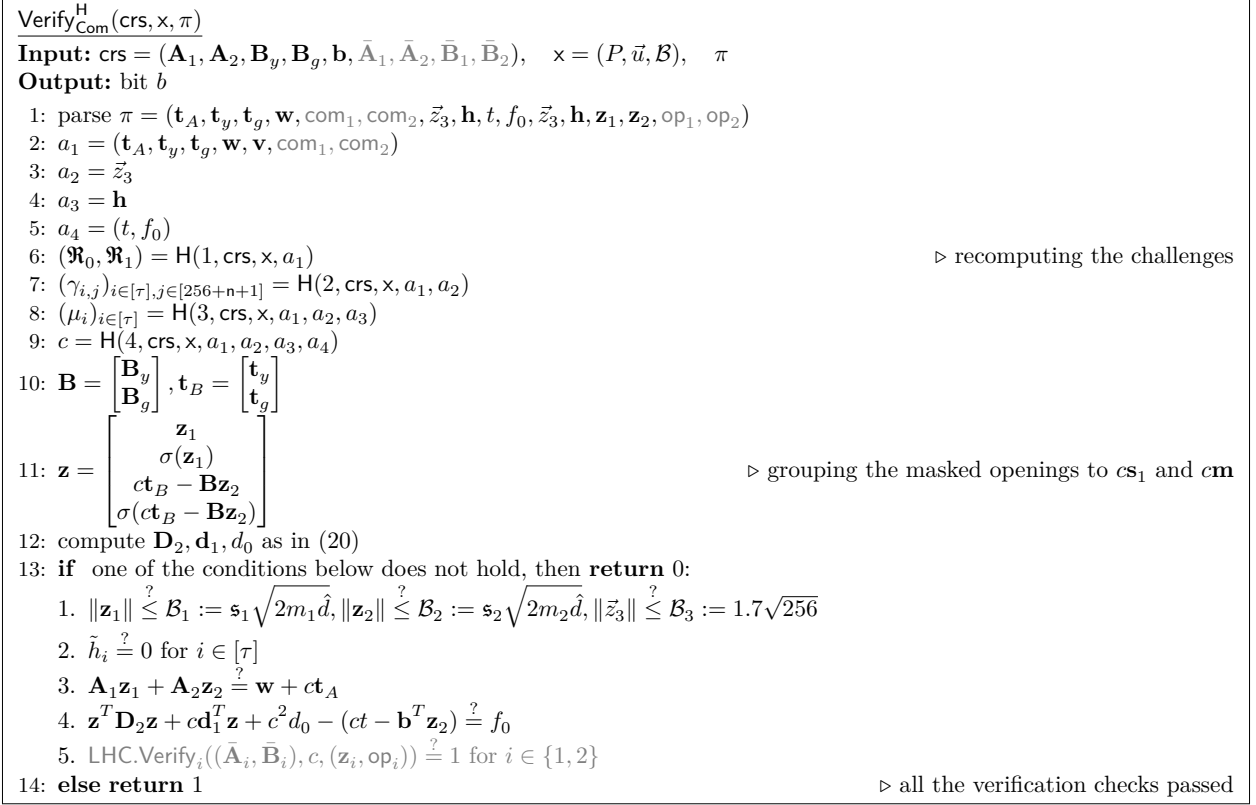 Verify^H_Com(crs, x, π)
Input: crs = (A_1, A_2, B_y, B_g, b, Ā_1, Ā_2, B̄_1, B̄_2), x = (P, u⃗, ℬ), π
Output: bit b
1: parse π = (t_A, t_y, t_g, w, com_1, com_2, z⃗_3, h, t, f_0, z⃗_3, h, z_1, z_2, op_1, op_2)
2: a_1 = (t_A, t_y, t_g, w, v, com_1, com_2)
3: a_2 = z⃗_3
4: a_3 = h
5: a_4 = (t, f_0)
6: (ℜ_0, ℜ_1) = H(1, crs, x, a_1) ▷ recomputing the challenges
7: (γ_{i,j})_{i∈[τ],j∈[256+n+1]} = H(2, crs, x, a_1, a_2)
8: (μ_i)_{i∈[τ]} = H(3, crs, x, a_1, a_2, a_3)
9: c = H(4, crs, x, a_1, a_2, a_3, a_4)
10: B = [B_y; B_g], t_B = [t_y; t_g]
11: z = [z_1; σ(z_1); ct_B − Bz_2; σ(ct_B − Bz_2)] ▷ grouping the masked openings to cs_1 and cm
12: compute D_2, d_1, d_0 as in (20)
13: if one of the conditions below does not hold, then return 0:
1. ‖z_1‖ ≤? ℬ_1 := 𝔰_1√(2m_1d̂), ‖z_2‖ ≤? ℬ_2 := 𝔰_2√(2m_2d̂), ‖z⃗_3‖ ≤? ℬ_3 := 1.7√256
2. h̃_i =? 0 for i ∈ [τ]
3. A_1z_1 + A_2z_2 =? w + ct_A
4. z^T D_2z + cd_1^T z + c^2d_0 − (ct − b^T z_2) =? f_0
5. LHC.Verify_i((Ā_i, B̄_i), c, (z_i, op_i)) =? 1 for i ∈ {1, 2}
14: else return 1 ▷ all the verification checks passed